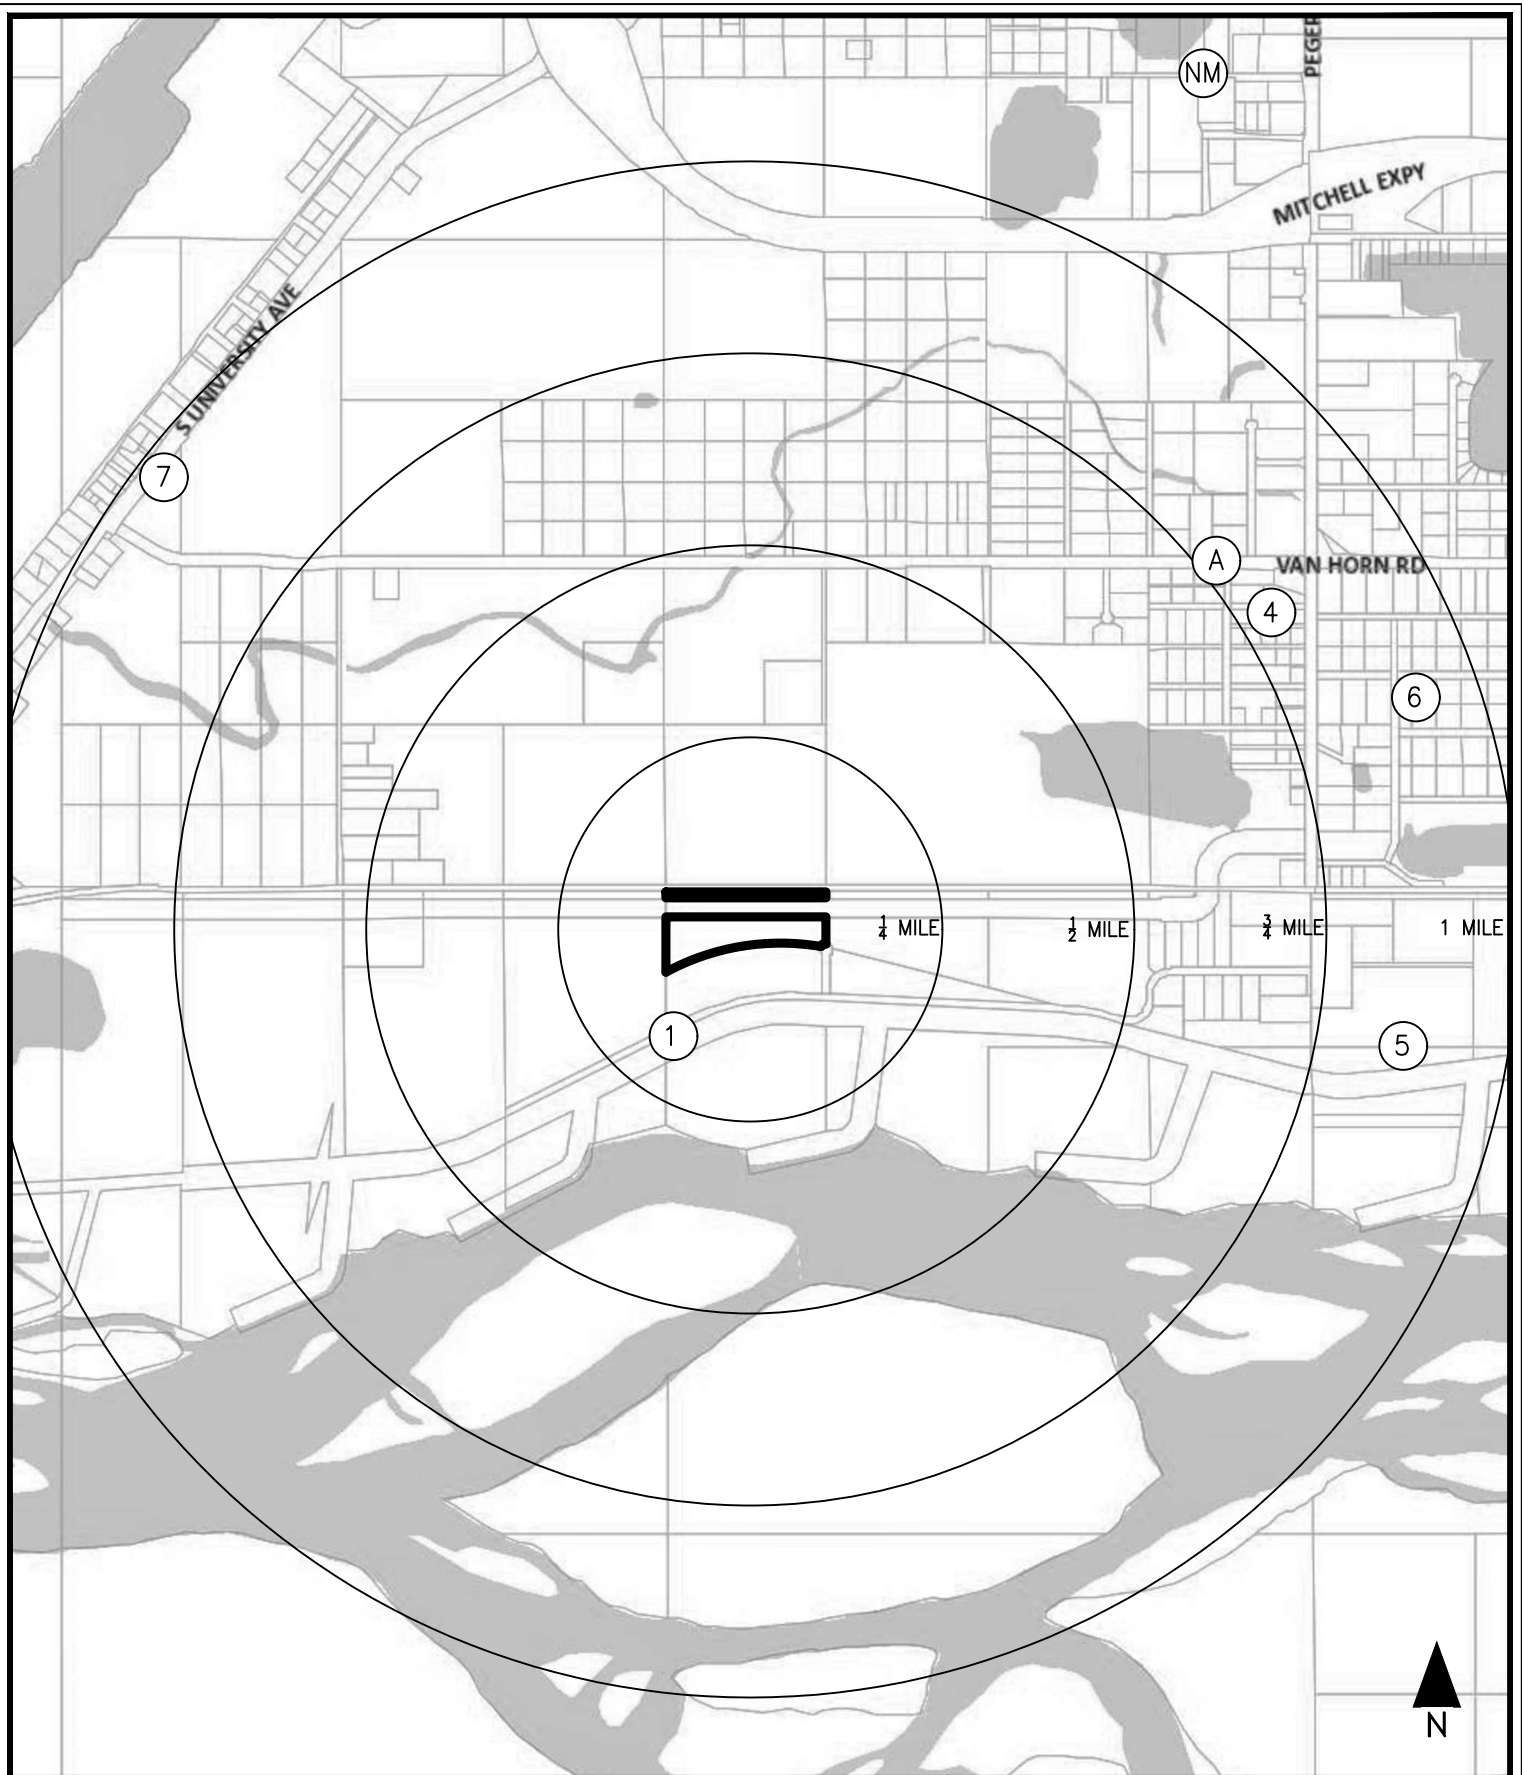 PEGER
NM
MITCHELL EXPY
S UNIVERSITY AVE
7
A
VAN HORN RD
4
6
1/4 MILE
1/2 MILE
3/4 MILE
1 MILE
1
5
N